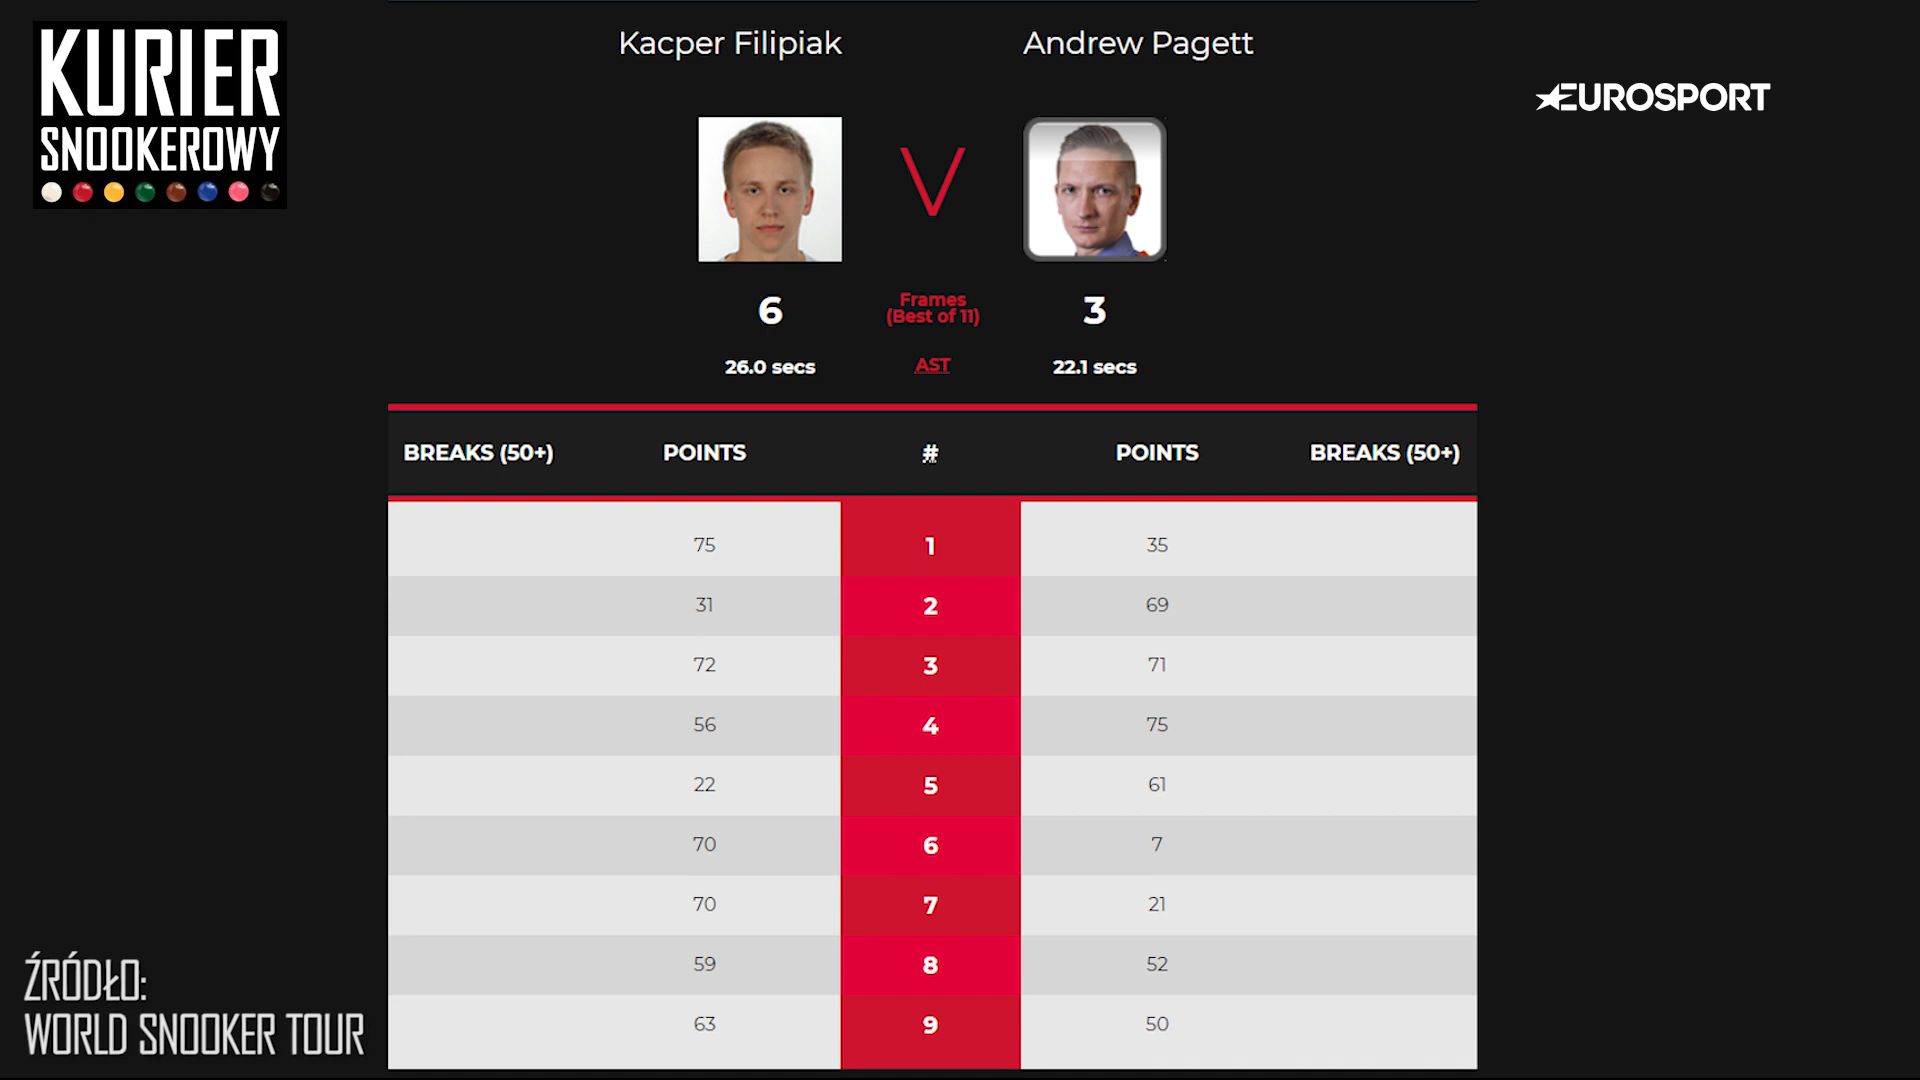 KURIER
SNOOKEROWY
Kacper Filipiak Andrew Pagett
EUROSPORT
V
6 Frames (Best of 11) 3
26.0 secs AST 22.1 secs
BREAKS (50+) POINTS # POINTS BREAKS (50+)
75 1 35
31 2 69
72 3 71
56 4 75
22 5 61
70 6 7
70 7 21
59 8 52
63 9 50
ŹRÓDŁO:
WORLD SNOOKER TOUR